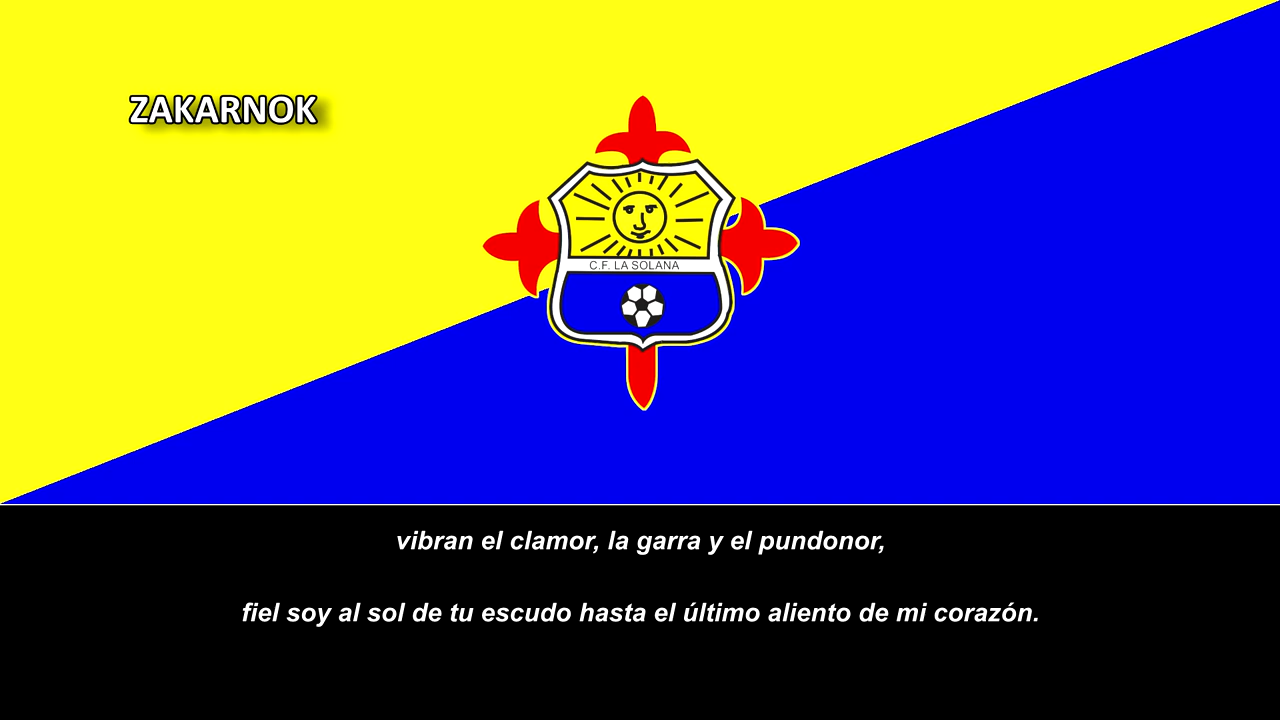 ZAKARNOK
C.F. LA SOLANA
vibran el clamor, la garra y el pundonor,
fiel soy al sol de tu escudo hasta el último aliento de mi corazón.